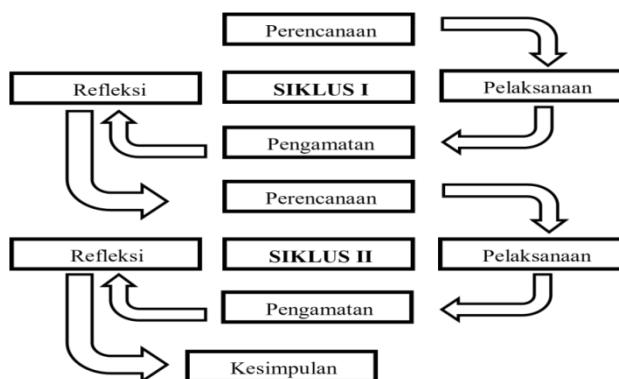 Perencanaan
Refleksi
SIKLUS I
Pelaksanaan
Pengamatan
Perencanaan
Refleksi
SIKLUS II
Pelaksanaan
Pengamatan
Kesimpulan